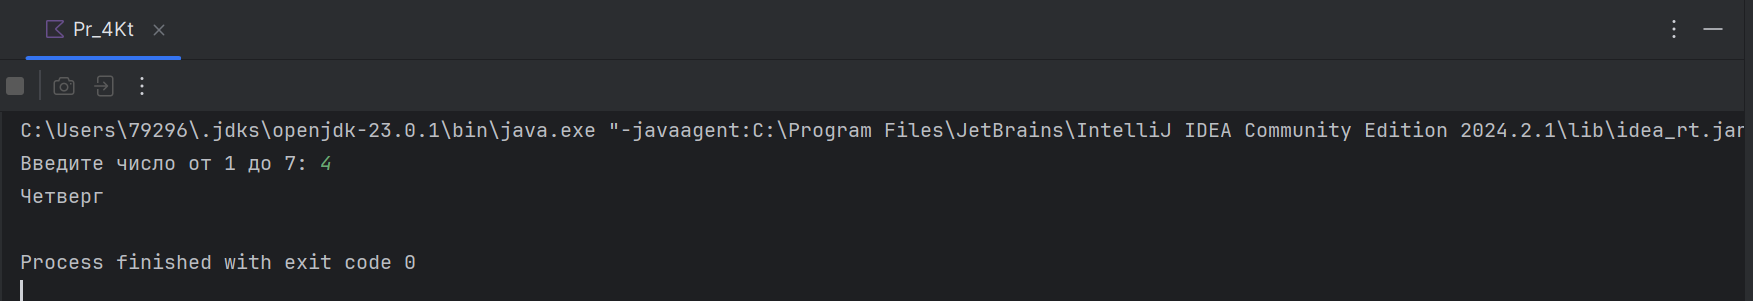 Pr_4Kt
C:\Users\79296\.jdks\openjdk-23.0.1\bin\java.exe "-javaagent:C:\Program Files\JetBrains\IntelliJ IDEA Community Edition 2024.2.1\lib\idea_rt.jar
Введите число от 1 до 7: 4
Четверг
Process finished with exit code 0